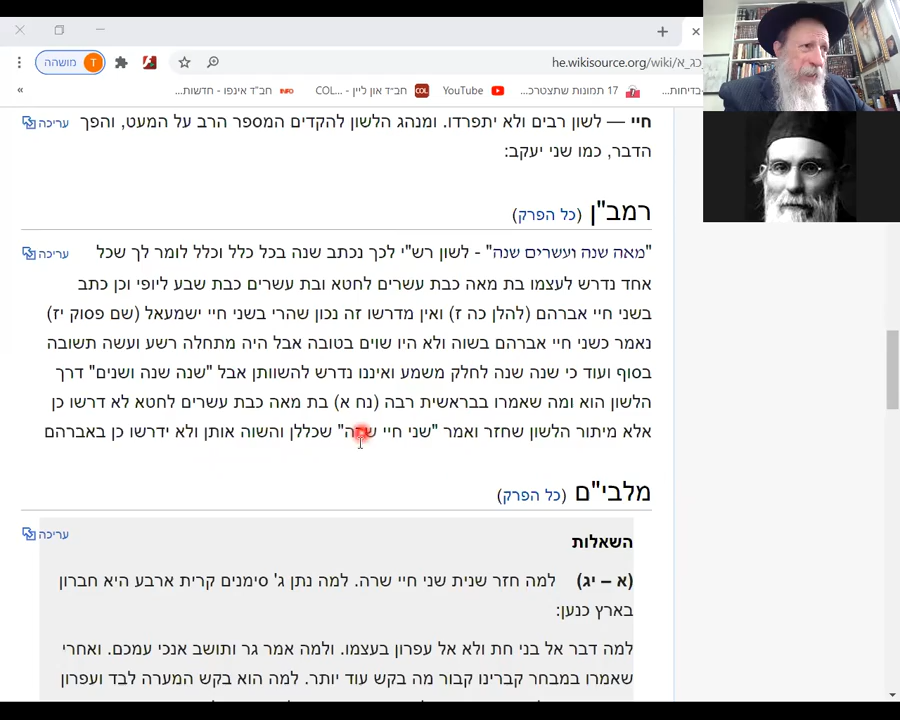 מושהה T
he.wikisource.org/wiki/כג_א_
בדיחות...
17 תמונות שתצטרכ...
YouTube
COL חב״ד און ליין - COL...
חב״ד אינפו - חדשות...
»
חיי — לשון רבים ולא יתפרדו. ומנהג הלשון להקדים המספר הרב על המעט, והפך
עריכה
הדבר, כמו שני יעקב:
רמב"ן (כל הפרק)
"מאה שנה ועשרים שנה" - לשון רש"י לכך נכתב שנה בכל כלל וכלל לומר לך שכל
עריכה
אחד נדרש לעצמו בת מאה כבת עשרים לחטא ובת עשרים כבת שבע ליופי וכן כתב
בשני חיי אברהם (להלן כה ז) ואין מדרשו זה נכון שהרי בשני חיי ישמעאל (שם פסוק יז)
נאמר כשני חיי אברהם בשוה ולא היו שוים בטובה אבל היה מתחלה רשע ועשה תשובה
בסוף ועוד כי שנה שנה לחלק משמע ואיננו נדרש להשוותן אבל "שנה שנה ושנים" דרך
הלשון הוא ומה שאמרו בבראשית רבה (נח א) בת מאה כבת עשרים לחטא לא דרשו כן
אלא מיתור הלשון שחזר ואמר "שני חיי שרה" שכללן והשוה אותן ולא ידרשו כן באברהם
מלבי"ם (כל הפרק)
עריכה
השאלות
(א – יג) למה חזר שנית שני חיי שרה. למה נתן ג' סימנים קרית ארבע היא חברון
בארץ כנען:
למה דבר אל בני חת ולא אל עפרון בעצמו. ולמה אמר גר ותושב אנכי עמכם. ואחרי
שאמרו במבחר קברינו קבור מה בקש עוד יותר. למה הוא בקש המערה לבד ועפרון